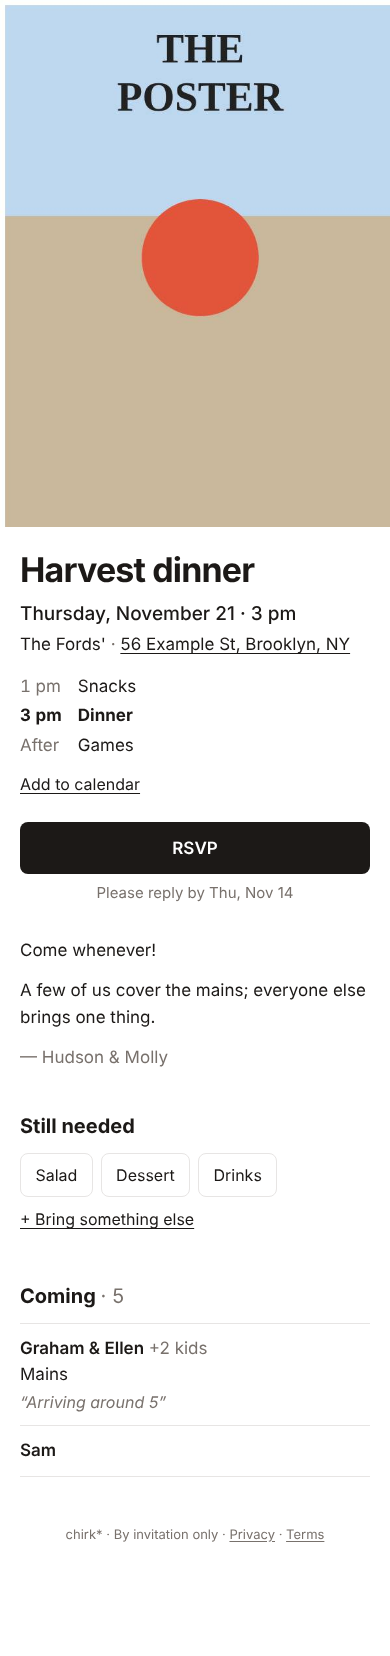 THE
POSTER
Harvest dinner
Thursday, November 21 · 3 pm
The Fords' · 56 Example St, Brooklyn, NY
1 pm Snacks
3 pm Dinner
After Games
Add to calendar
RSVP
Please reply by Thu, Nov 14
Come whenever!
A few of us cover the mains; everyone else
brings one thing.
— Hudson & Molly
Still needed
Salad Dessert Drinks
+ Bring something else
Coming · 5
Graham & Ellen +2 kids
Mains
“Arriving around 5”
Sam
chirk* · By invitation only · Privacy · Terms